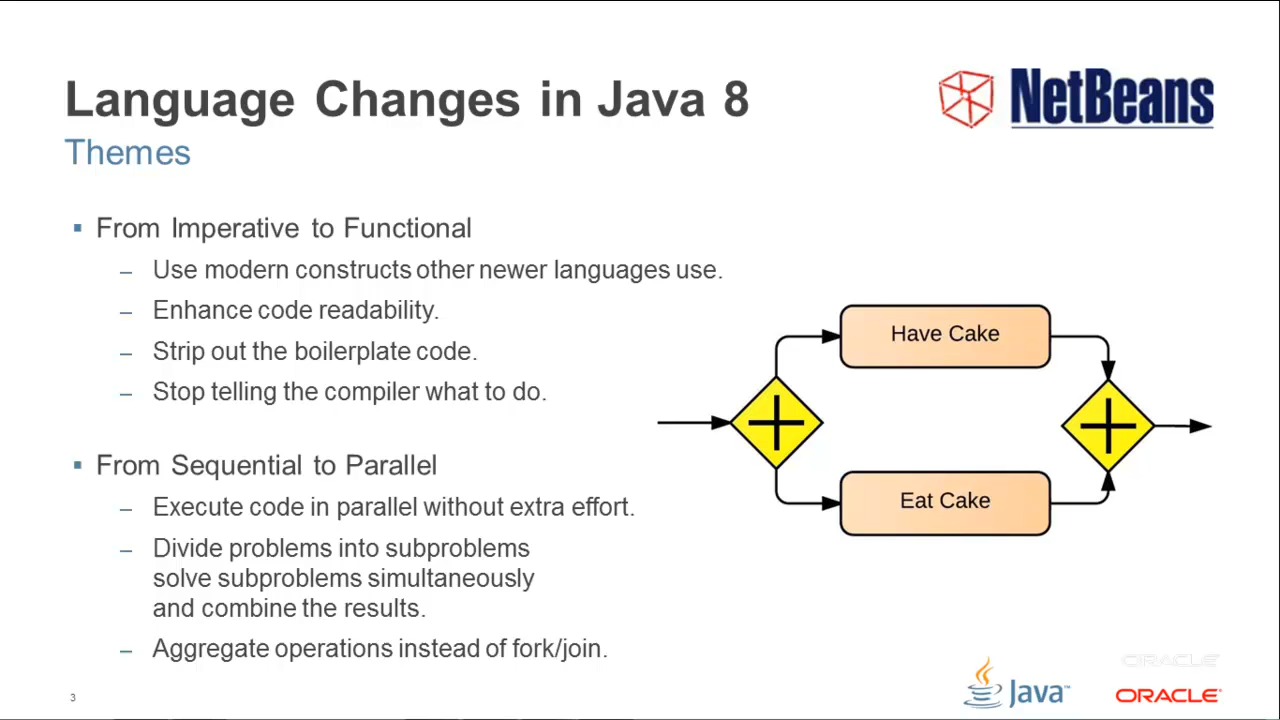 Language Changes in Java 8
NetBeans
Themes
▪ From Imperative to Functional
– Use modern constructs other newer languages use.
– Enhance code readability.
– Strip out the boilerplate code.
– Stop telling the compiler what to do.
Have Cake
Eat Cake
▪ From Sequential to Parallel
– Execute code in parallel without extra effort.
– Divide problems into subproblems
solve subproblems simultaneously
and combine the results.
– Aggregate operations instead of fork/join.
ORACLE
3
Java™
ORACLE®